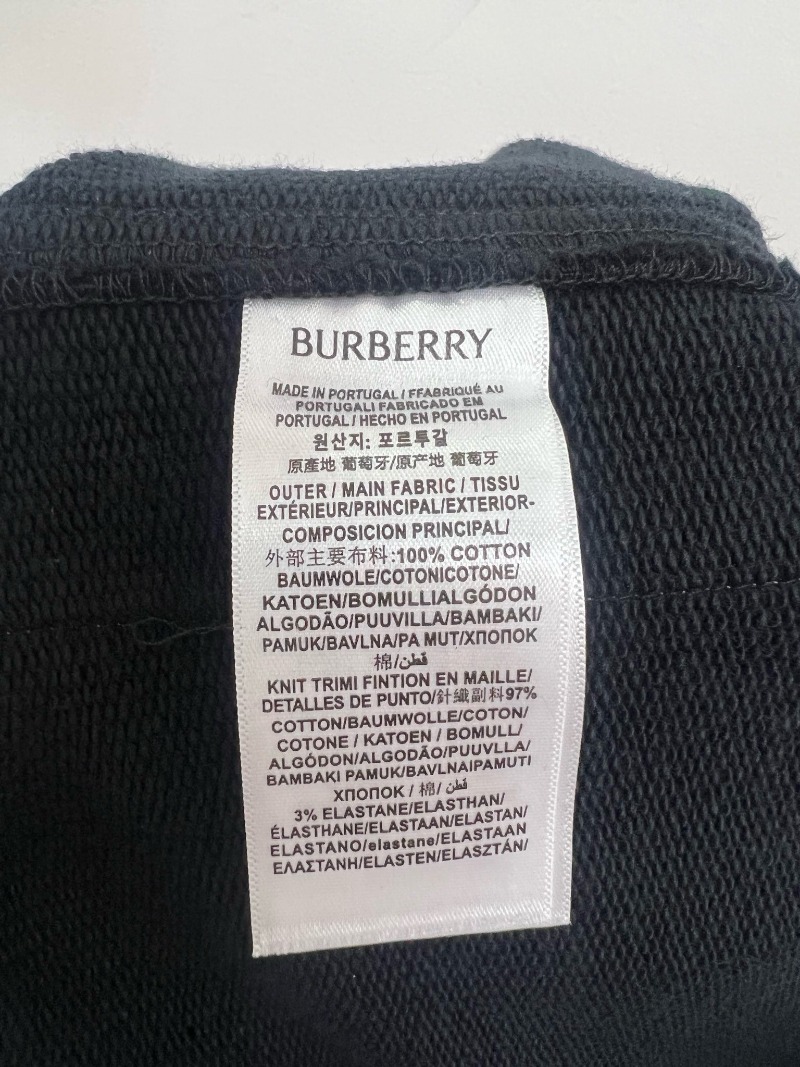 BURBERRY
MADE IN PORTUGAL / FFABRIQUÉ AU
PORTUGALI FABRICADO EM
PORTUGAL / HECHO EN PORTUGAL
원산지: 포르투갈
原產地 葡萄牙/原产地 葡萄牙
OUTER / MAIN FABRIC / TISSU
EXTÉRIEUR/PRINCIPAL/EXTERIOR-
COMPOSICION PRINCIPAL/
外部主要布料:100% COTTON
BAUMWOLE/COTONICOTONE/
KATOEN/BOMULLIALGÓDON
ALGODÃO/PUUVILLA/BAMBAKI/
PAMUK/BAVLNA/PA MUT/ХПОПОК
棉/قطن
KNIT TRIMI FINTION EN MAILLE/
DETALLES DE PUNTO/針織副料97%
COTTON/BAUMWOLLE/COTON/
COTONE / KATOEN / BOMULL/
ALGÓDON/ALGODÃO/PUUVLLA/
BAMBAKI PAMUK/BAVLNAIPAMUTI
ХПОПОК / 棉/ قطن
3% ELASTANE/ELASTHAN/
ÉLASTHANE/ELASTAAN/ELASTAN/
ELASTANO/elastane/ELASTAAN
ΕΛΑΣΤΑΝΗ/ELASTEN/ELASZTÁN/